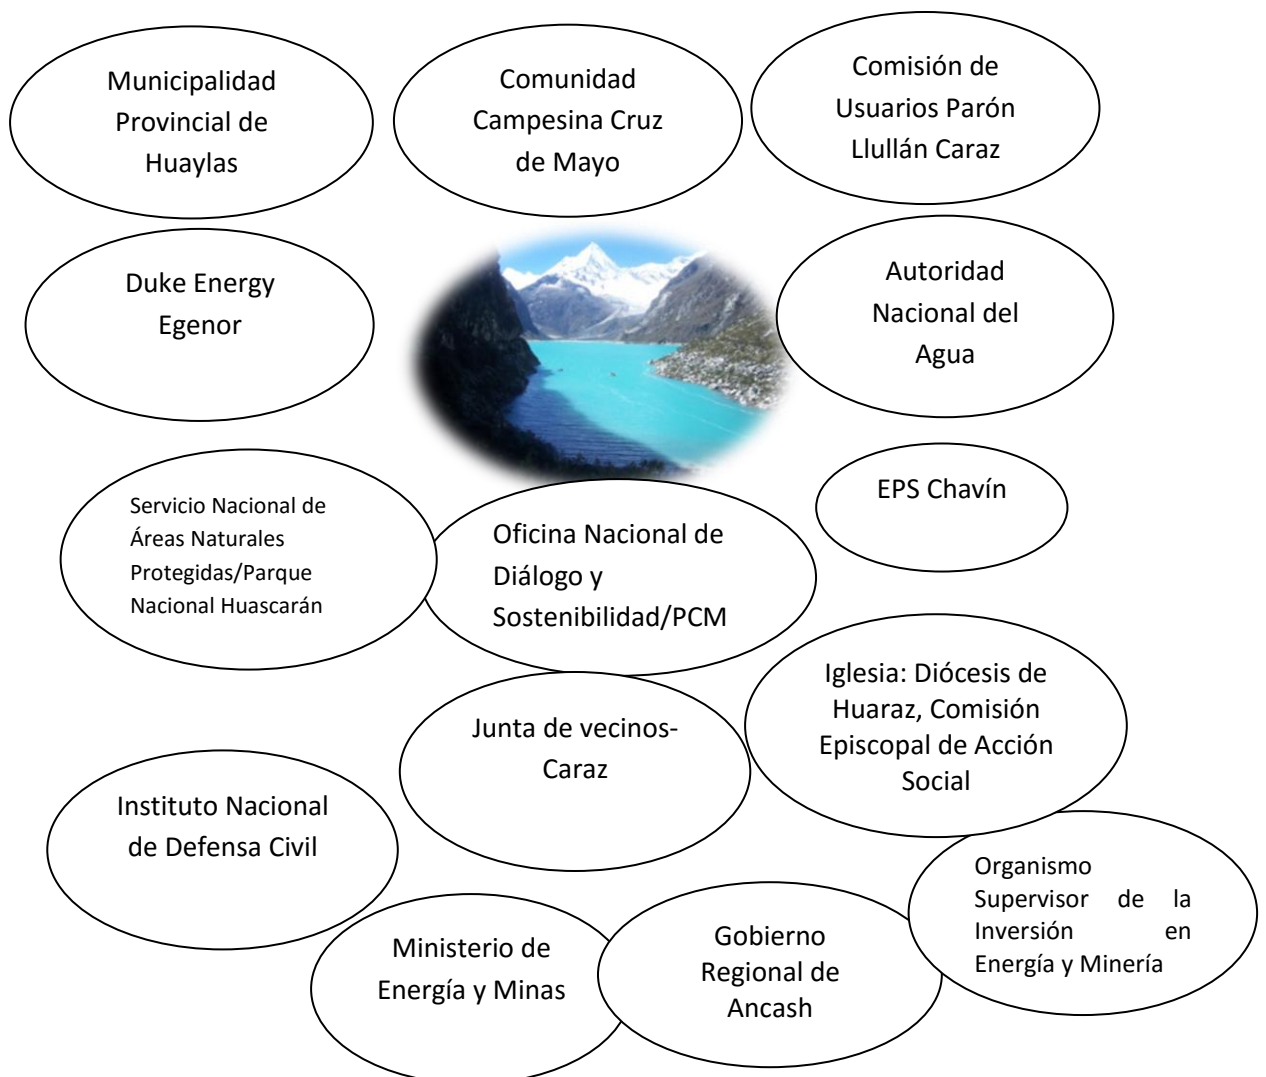 Municipalidad
Provincial de
Huaylas
Comunidad
Campesina Cruz
de Mayo
Comisión de
Usuarios Parón
Llullán Caraz
Duke Energy
Egenor
Autoridad
Nacional del
Agua
Servicio Nacional de
Áreas Naturales
Protegidas/Parque
Nacional Huascarán
Oficina Nacional de
Diálogo y
Sostenibilidad/PCM
EPS Chavín
Iglesia: Diócesis de
Huaraz, Comisión
Episcopal de Acción
Social
Junta de vecinos-
Caraz
Instituto Nacional
de Defensa Civil
Ministerio de
Energía y Minas
Gobierno
Regional de
Ancash
Organismo
Supervisor de la
Inversión en
Energía y Minería